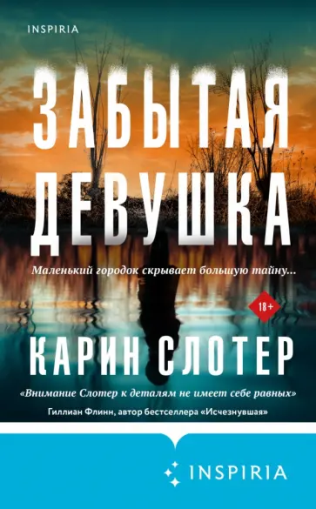 INSPIRIA
ЗАБЫТАЯ
ДЕВУШКА
Маленький городок скрывает большую тайну...
18+
КАРИН СЛОТЕР
«Внимание Слотер к деталям не имеет себе равных»
Гиллиан Флинн, автор бестселлера «Исчезнувшая»
INSPIRIA